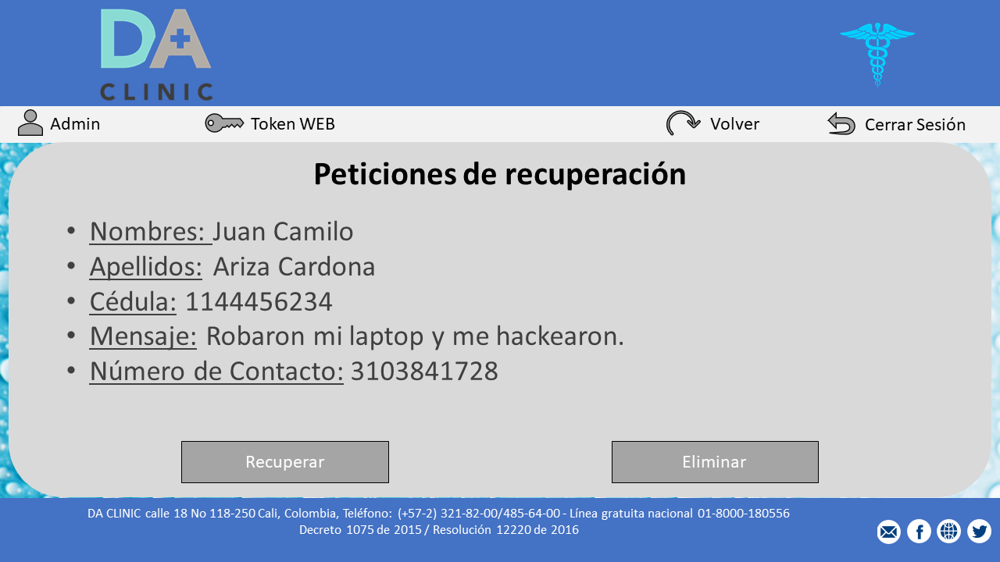 DA
CLINIC
Admin
Token WEB
Volver
Cerrar Sesión
Peticiones de recuperación
• Nombres: Juan Camilo
• Apellidos: Ariza Cardona
• Cédula: 1144456234
• Mensaje: Robaron mi laptop y me hackearon.
• Número de Contacto: 3103841728
Recuperar
Eliminar
DA CLINIC calle 18 No 118-250 Cali, Colombia, Teléfono: (+57-2) 321-82-00/485-64-00 - Línea gratuita nacional 01-8000-180556
Decreto 1075 de 2015 / Resolución 12220 de 2016